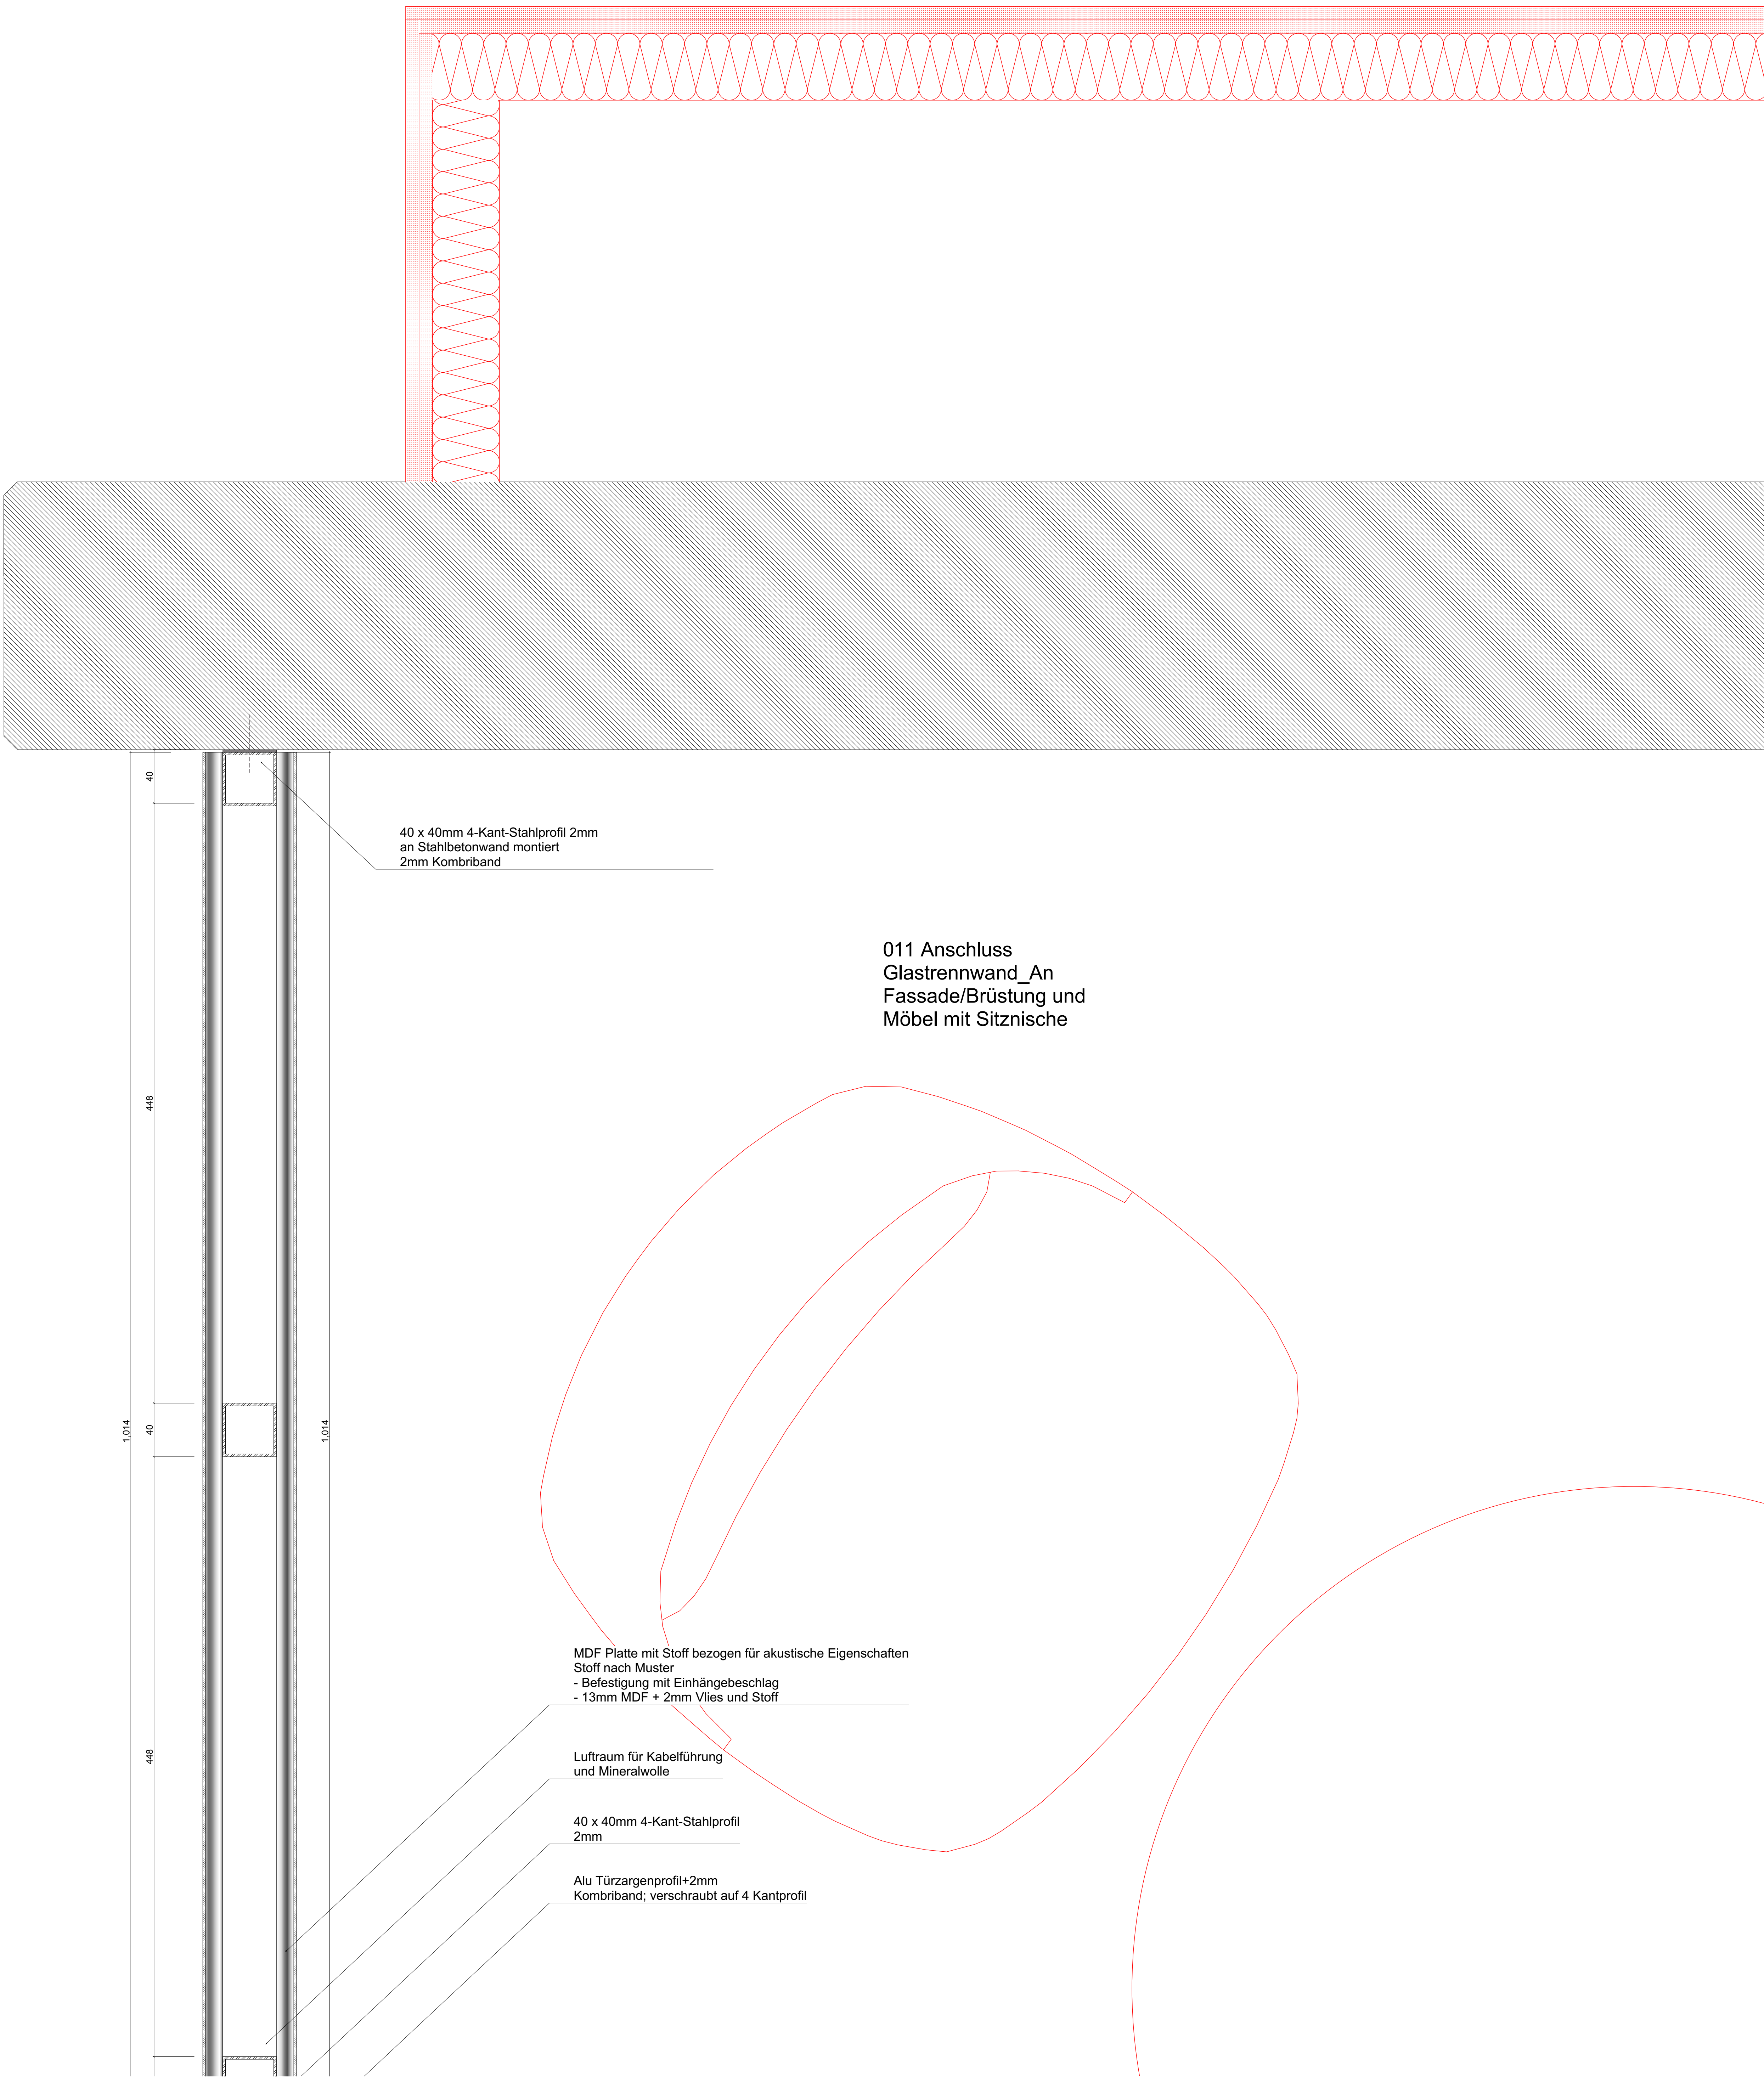 40
40 x 40mm 4-Kant-Stahlprofil 2mm
an Stahlbetonwand montiert
2mm Kombriband
011 Anschluss
Glastrennwand_An
Fassade/Brüstung und
Möbel mit Sitznische
448
1,014
40
1,014
MDF Platte mit Stoff bezogen für akustische Eigenschaften
Stoff nach Muster
- Befestigung mit Einhängebeschlag
- 13mm MDF + 2mm Vlies und Stoff
448
Luftraum für Kabelführung
und Mineralwolle
40 x 40mm 4-Kant-Stahlprofil
2mm
Alu Türzargenprofil+2mm
Kombriband; verschraubt auf 4 Kantprofil